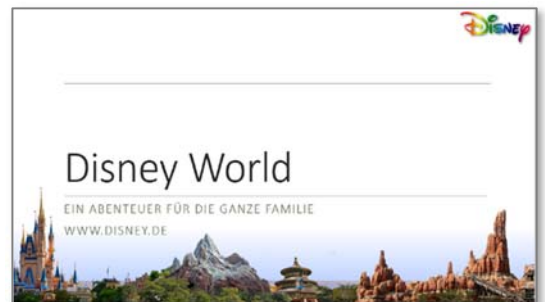 Disney
Disney World
EIN ABENTEUER FÜR DIE GANZE FAMILIE
WWW.DISNEY.DE